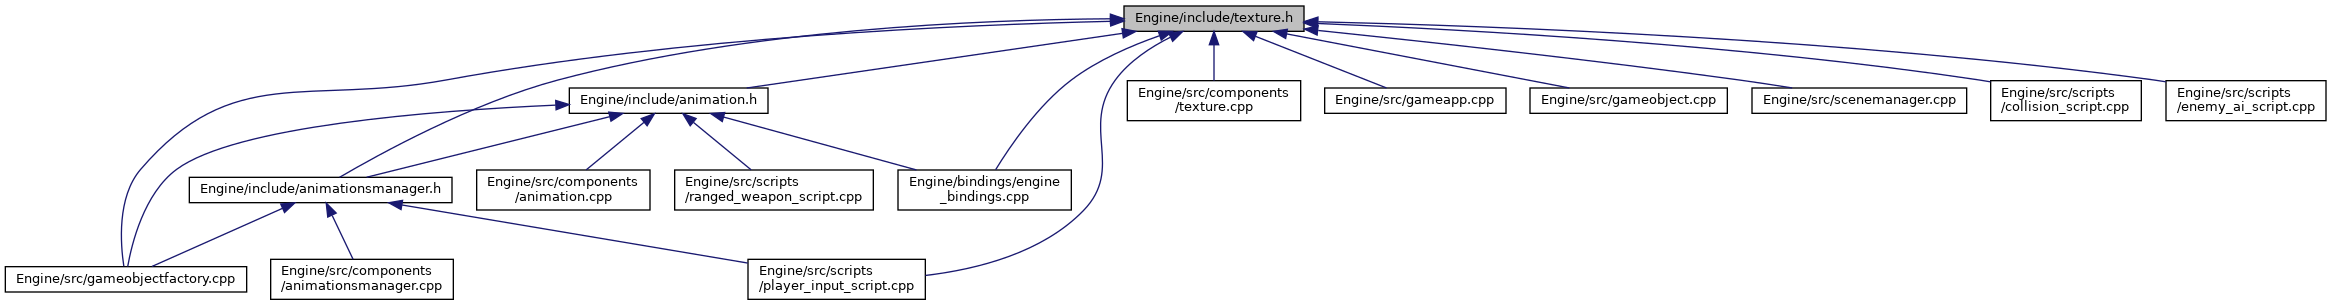 Engine/include/texture.h
Engine/include/animation.h
Engine/src/components
/texture.cpp
Engine/src/gameapp.cpp
Engine/src/gameobject.cpp
Engine/src/scenemanager.cpp
Engine/src/scripts
/collision_script.cpp
Engine/src/scripts
/enemy_ai_script.cpp
Engine/include/animationsmanager.h
Engine/src/components
/animation.cpp
Engine/src/scripts
/ranged_weapon_script.cpp
Engine/bindings/engine
_bindings.cpp
Engine/src/gameobjectfactory.cpp
Engine/src/components
/animationsmanager.cpp
Engine/src/scripts
/player_input_script.cpp